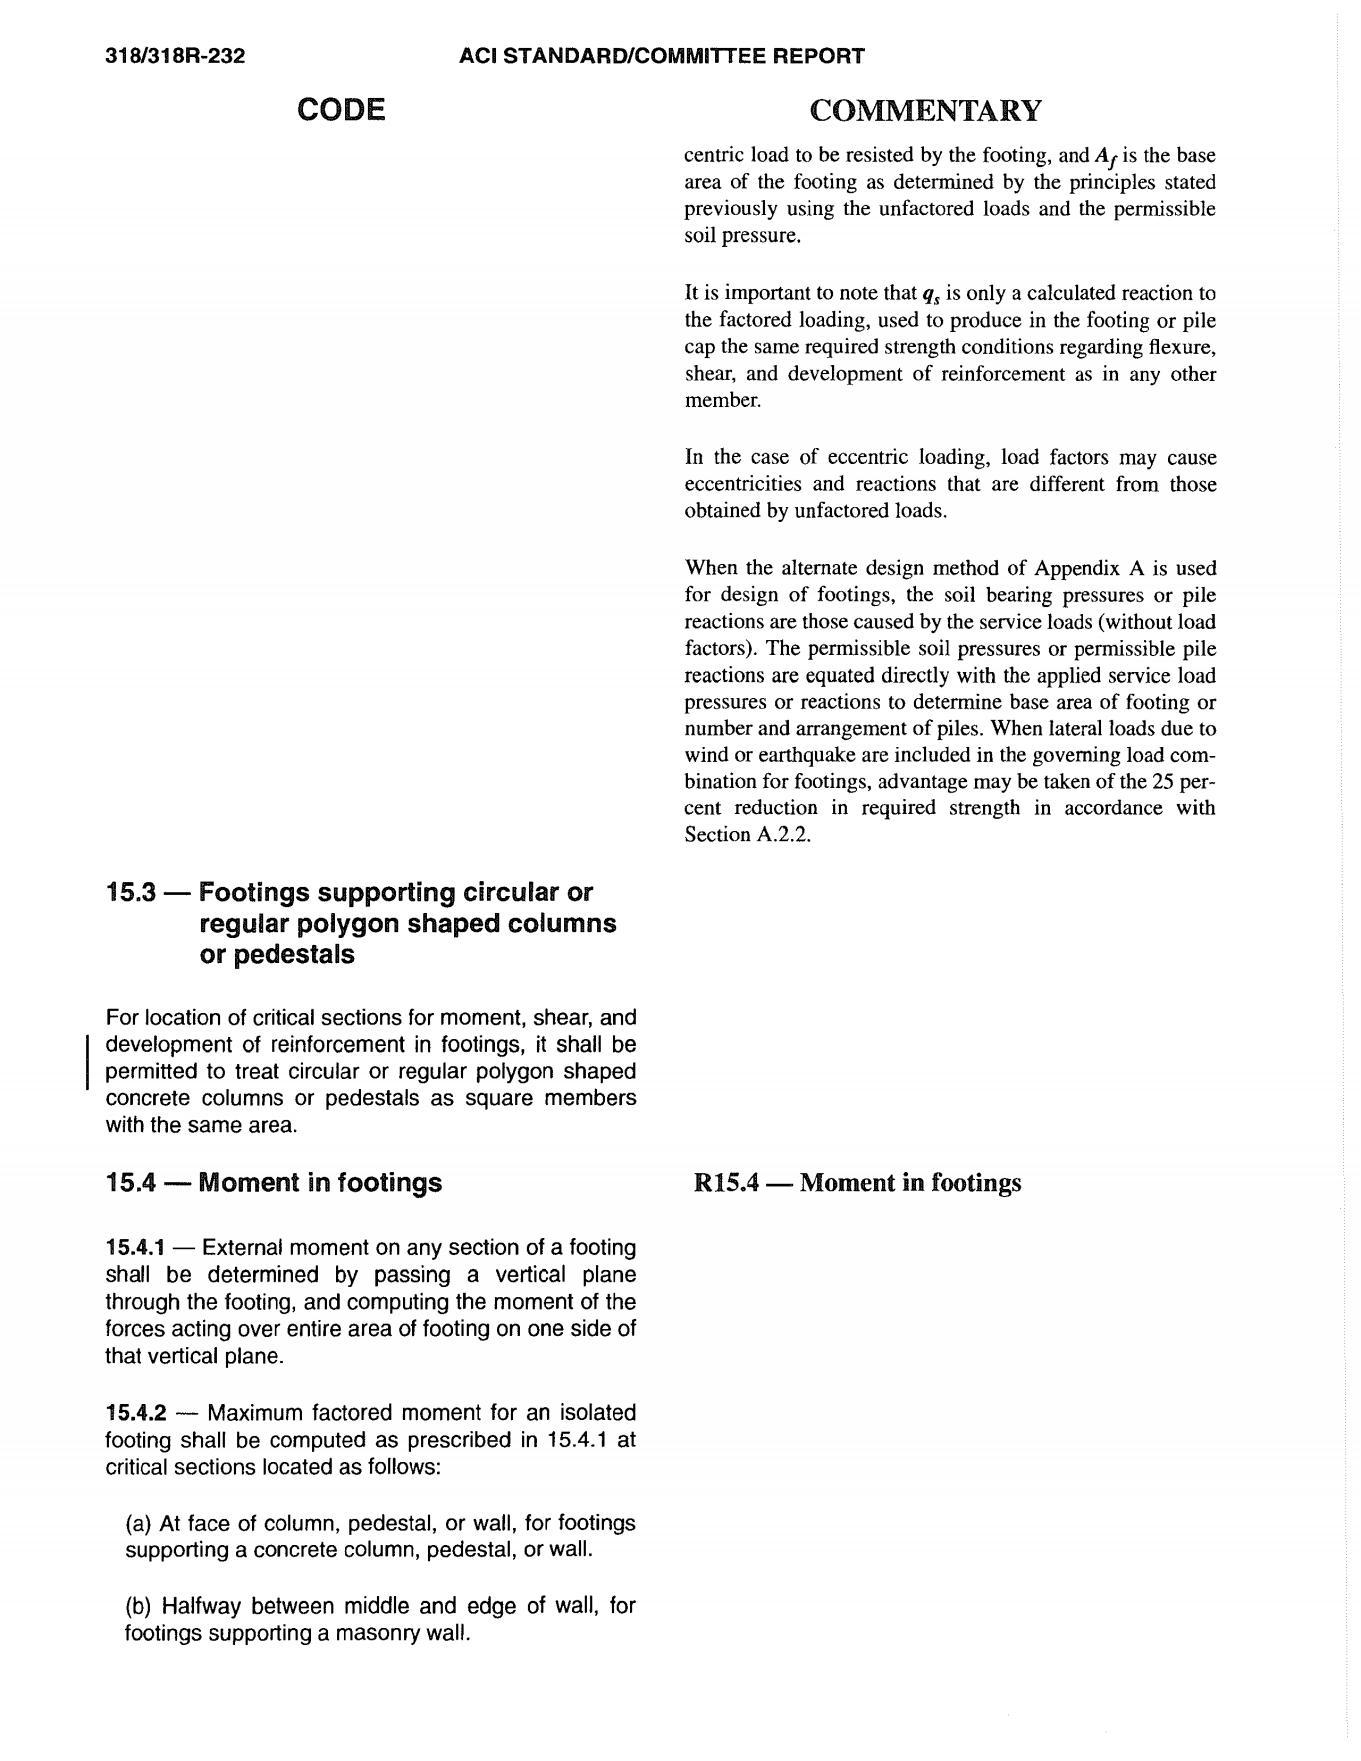 318/318R-232 ACI STANDARD/COMMITTEE REPORT
CODE
COMMENTARY
centric load to be resisted by the footing, and A_f is the base
area of the footing as determined by the principles stated
previously using the unfactored loads and the permissible
soil pressure.
It is important to note that q_s is only a calculated reaction to
the factored loading, used to produce in the footing or pile
cap the same required strength conditions regarding flexure,
shear, and development of reinforcement as in any other
member.
In the case of eccentric loading, load factors may cause
eccentricities and reactions that are different from those
obtained by unfactored loads.
When the alternate design method of Appendix A is used
for design of footings, the soil bearing pressures or pile
reactions are those caused by the service loads (without load
factors). The permissible soil pressures or permissible pile
reactions are equated directly with the applied service load
pressures or reactions to determine base area of footing or
number and arrangement of piles. When lateral loads due to
wind or earthquake are included in the governing load com-
bination for footings, advantage may be taken of the 25 per-
cent reduction in required strength in accordance with
Section A.2.2.
15.3 — Footings supporting circular or
regular polygon shaped columns
or pedestals
For location of critical sections for moment, shear, and
development of reinforcement in footings, it shall be
permitted to treat circular or regular polygon shaped
concrete columns or pedestals as square members
with the same area.
15.4 — Moment in footings
R15.4 — Moment in footings
15.4.1 — External moment on any section of a footing
shall be determined by passing a vertical plane
through the footing, and computing the moment of the
forces acting over entire area of footing on one side of
that vertical plane.
15.4.2 — Maximum factored moment for an isolated
footing shall be computed as prescribed in 15.4.1 at
critical sections located as follows:
(a) At face of column, pedestal, or wall, for footings
supporting a concrete column, pedestal, or wall.
(b) Halfway between middle and edge of wall, for
footings supporting a masonry wall.